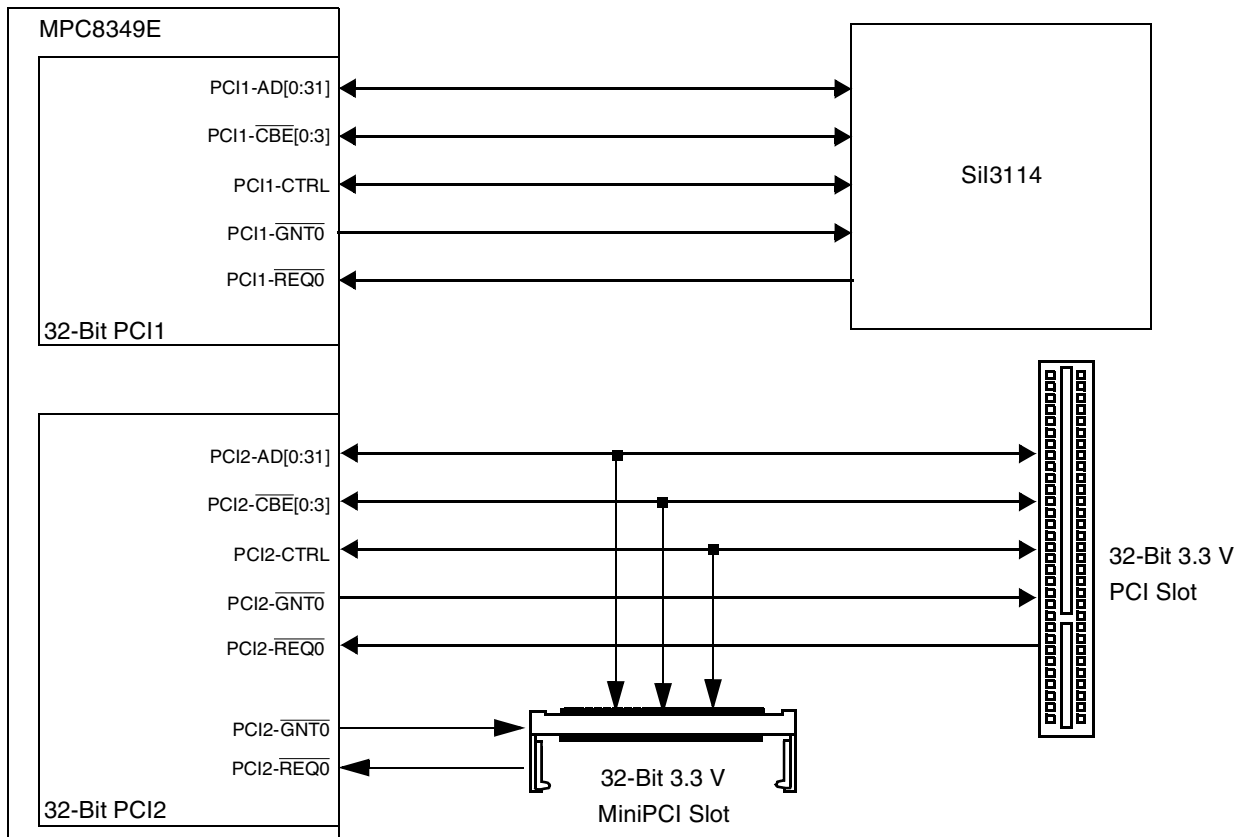 MPC8349E
PCI1-AD[0:31]
PCI1-CBE[0:3]
PCI1-CTRL
PCI1-GNT0
PCI1-REQ0
32-Bit PCI1
SiI3114
PCI2-AD[0:31]
PCI2-CBE[0:3]
PCI2-CTRL
PCI2-GNT0
PCI2-REQ0
PCI2-GNT0
PCI2-REQ0
32-Bit PCI2
32-Bit 3.3 V
PCI Slot
32-Bit 3.3 V
MiniPCI Slot